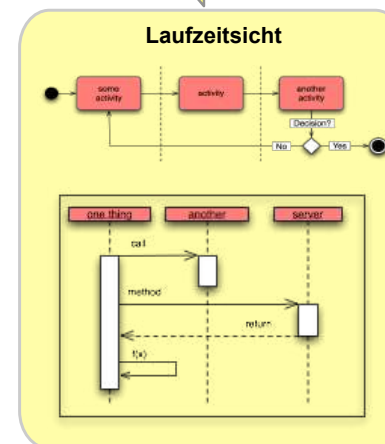 Laufzeitsicht
some
activity
activity
another
activity
Decision?
No
Yes
one thing
another
server
call
method
return
f(x)